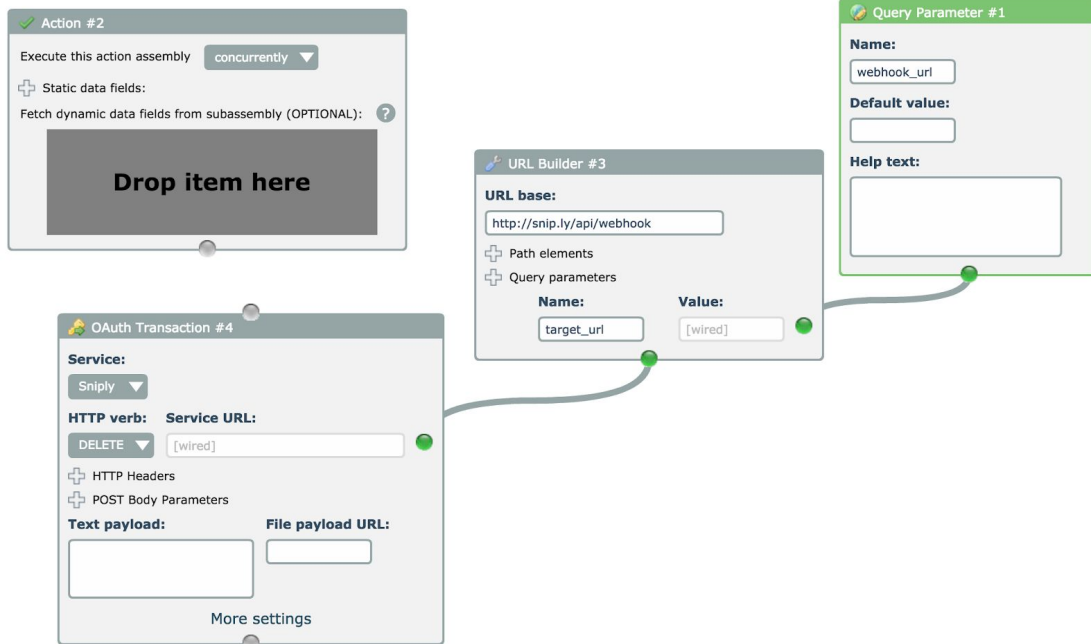 Action #2
Execute this action assembly concurrently
Static data fields:
Fetch dynamic data fields from subassembly (OPTIONAL): ?
Drop item here
Query Parameter #1
Name:
webhook_url
Default value:
Help text:
URL Builder #3
URL base:
http://snip.ly/api/webhook
Path elements
Query parameters
Name: Value:
target_url [wired]
OAuth Transaction #4
Service:
Sniply
HTTP verb: Service URL:
DELETE [wired]
HTTP Headers
POST Body Parameters
Text payload: File payload URL:
More settings